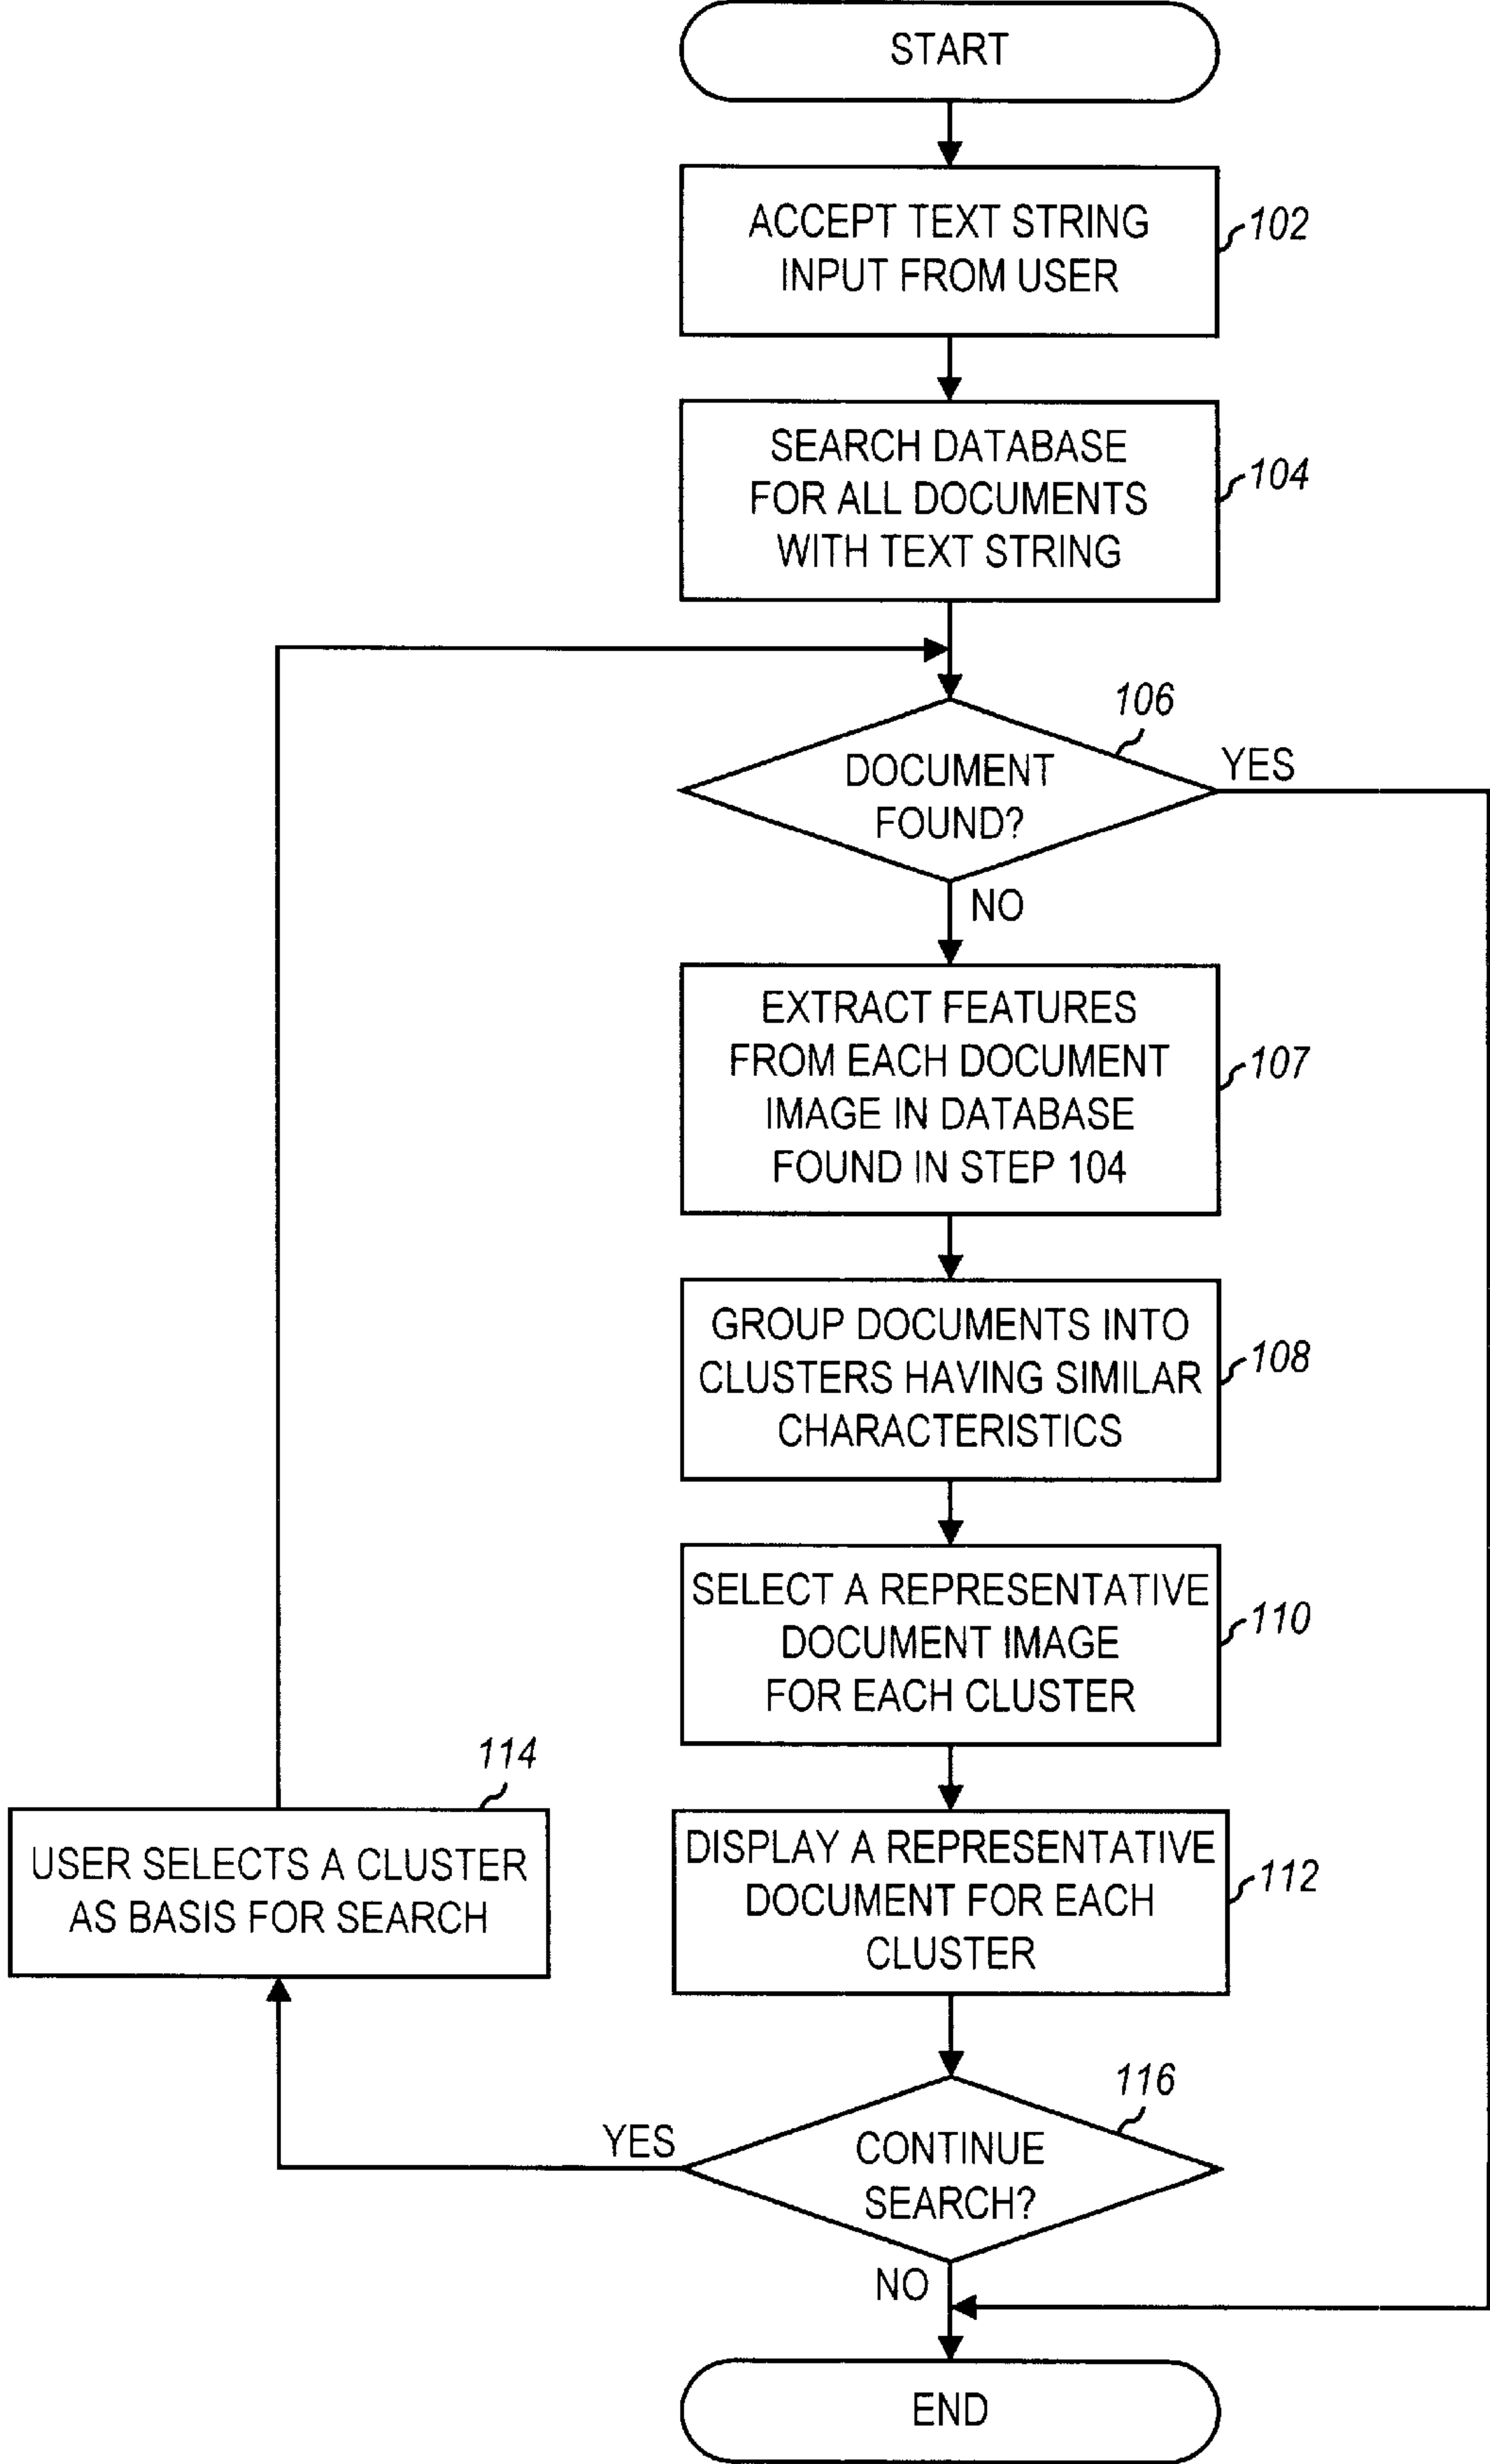 START
ACCEPT TEXT STRING
INPUT FROM USER
102
SEARCH DATABASE
FOR ALL DOCUMENTS
WITH TEXT STRING
104
106
DOCUMENT
FOUND?
YES
NO
EXTRACT FEATURES
FROM EACH DOCUMENT
IMAGE IN DATABASE
FOUND IN STEP 104
107
GROUP DOCUMENTS INTO
CLUSTERS HAVING SIMILAR
CHARACTERISTICS
108
SELECT A REPRESENTATIVE
DOCUMENT IMAGE
FOR EACH CLUSTER
110
114
USER SELECTS A CLUSTER
AS BASIS FOR SEARCH
DISPLAY A REPRESENTATIVE
DOCUMENT FOR EACH
CLUSTER
112
116
YES
CONTINUE
SEARCH?
NO
END